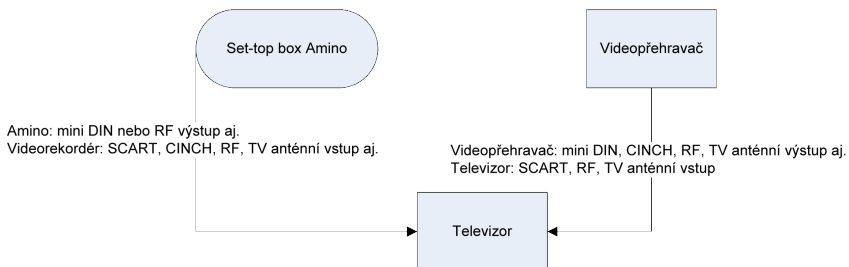 Set-top box Amino
Videopřehravač
Amino: mini DIN nebo RF výstup aj.
Videorekordér: SCART, CINCH, RF, TV anténní vstup aj.
Videopřehravač: mini DIN, CINCH, RF, TV anténní výstup aj.
Televizor: SCART, RF, TV anténní vstup
Televizor